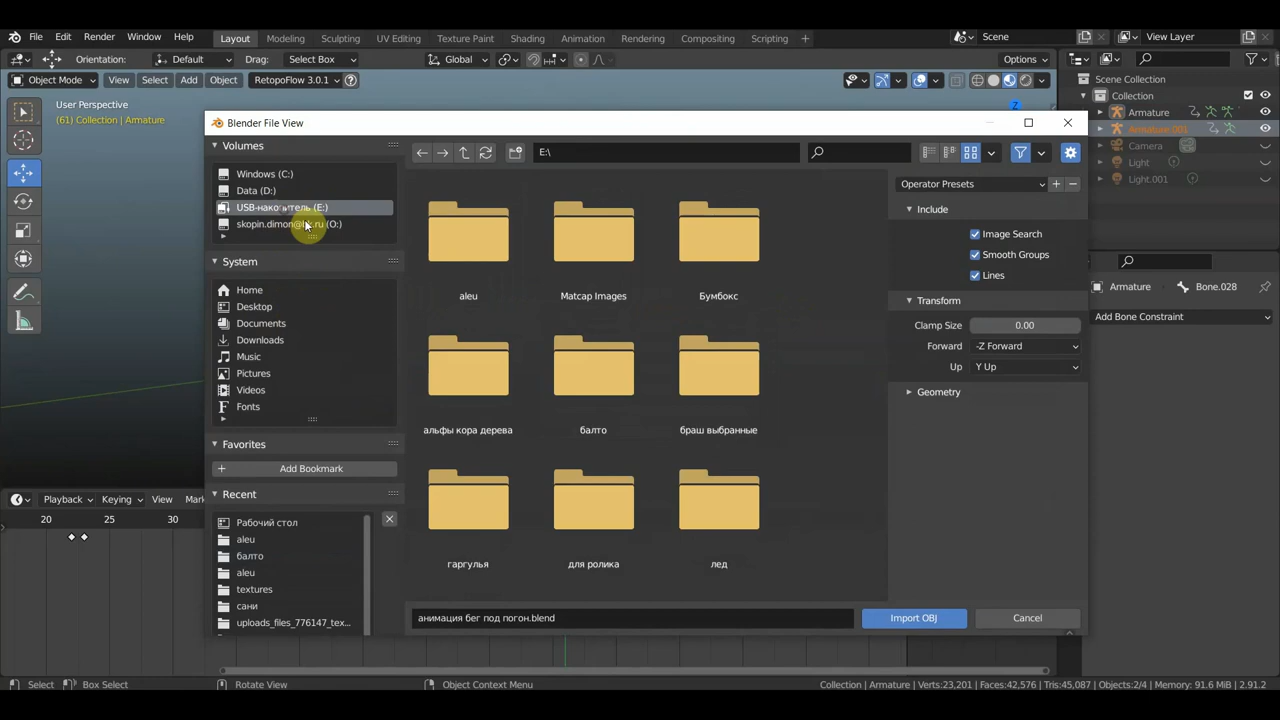 File Edit Render Window Help Layout Modeling Sculpting UV Editing Texture Paint Shading Animation Rendering Compositing Scripting + Scene View Layer
Orientation: Default Drag: Select Box Global Options
Object Mode View Select Add Object RetopoFlow 3.0.1
Scene Collection
Collection
Armature
Armature.001
Camera
Light
Light.001
User Perspective
(61) Collection | Armature
Z
Blender File View
Volumes
Windows (C:)
Data (D:)
USB-накопитель (E:)
(O:)
System
Home
Desktop
Documents
Downloads
Music
Pictures
Videos
Fonts
Favorites
Add Bookmark
Recent
Рабочий стол
aleu
балто
aleu
textures
сани
uploads_files_776147_tex...
E:\
aleu Matcap Images Бумбокс
альфы кора дерева балто браш выбранные
гаргулья для ролика лед
анимация бег под погон.blend Import OBJ Cancel
Operator Presets
Include
Image Search
Smooth Groups
Lines
Transform
Clamp Size 0.00
Forward -Z Forward
Up Y Up
Geometry
Armature Bone.028
Add Bone Constraint
Playback Keying View
20 25 30
Select Box Select Rotate View Object Context Menu Collection | Armature | Verts:23,201 | Faces:42,576 | Tris:45,087 | Objects:2/4 | Memory: 91.6 MiB | 2.91.2